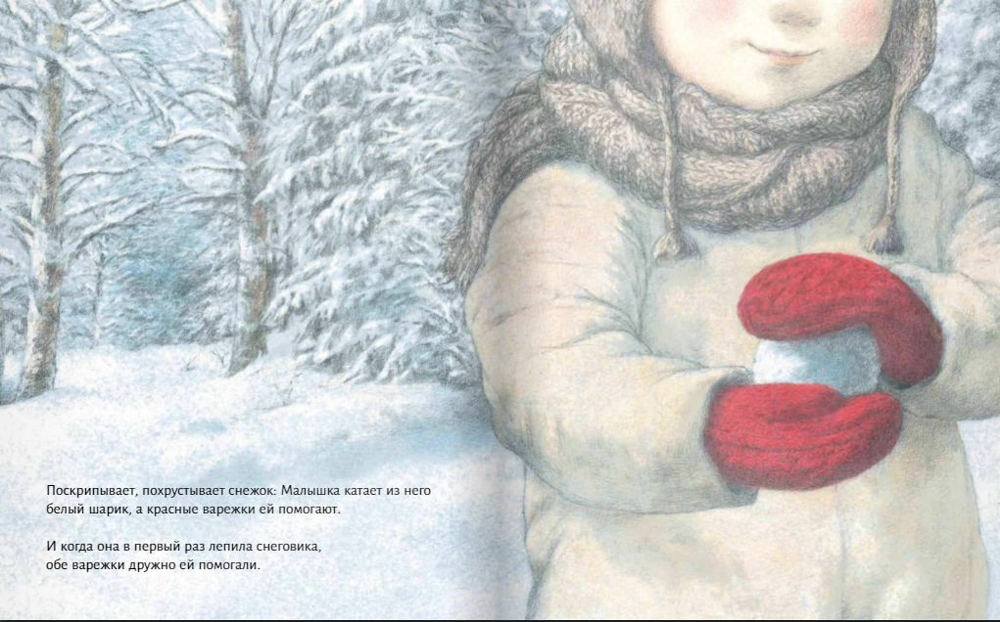 Поскрипывает, похрустывает снежок: Малышка катает из него
белый шарик, а красные варежки ей помогают.
И когда она в первый раз лепила снеговика,
обе варежки дружно ей помогали.